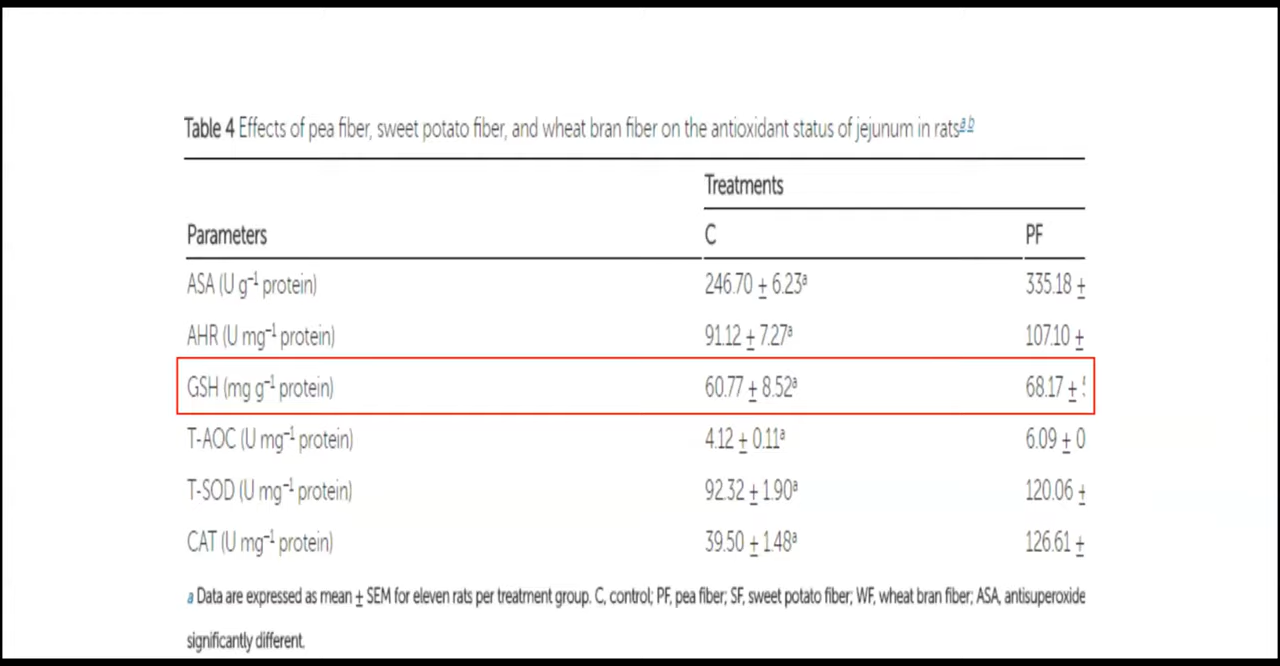 Table 4 Effects of pea fiber, sweet potato fiber, and wheat bran fiber on the antioxidant status of jejunum in rats a b
Treatments
Parameters C PF
ASA (U g⁻¹ protein) 246.70 ± 6.23ᵃ 335.18 ±
AHR (U mg⁻¹ protein) 91.12 ± 7.27ᵃ 107.10 ±
GSH (mg g⁻¹ protein) 60.77 ± 8.52ᵃ 68.17 ±
T-AOC (U mg⁻¹ protein) 4.12 ± 0.11ᵃ 6.09 ± 0
T-SOD (U mg⁻¹ protein) 92.32 ± 1.90ᵃ 120.06 ±
CAT (U mg⁻¹ protein) 39.50 ± 1.48ᵃ 126.61 ±
a Data are expressed as mean ± SEM for eleven rats per treatment group. C, control; PF, pea fiber; SF, sweet potato fiber; WF, wheat bran fiber; ASA, antisuperoxide
significantly different.